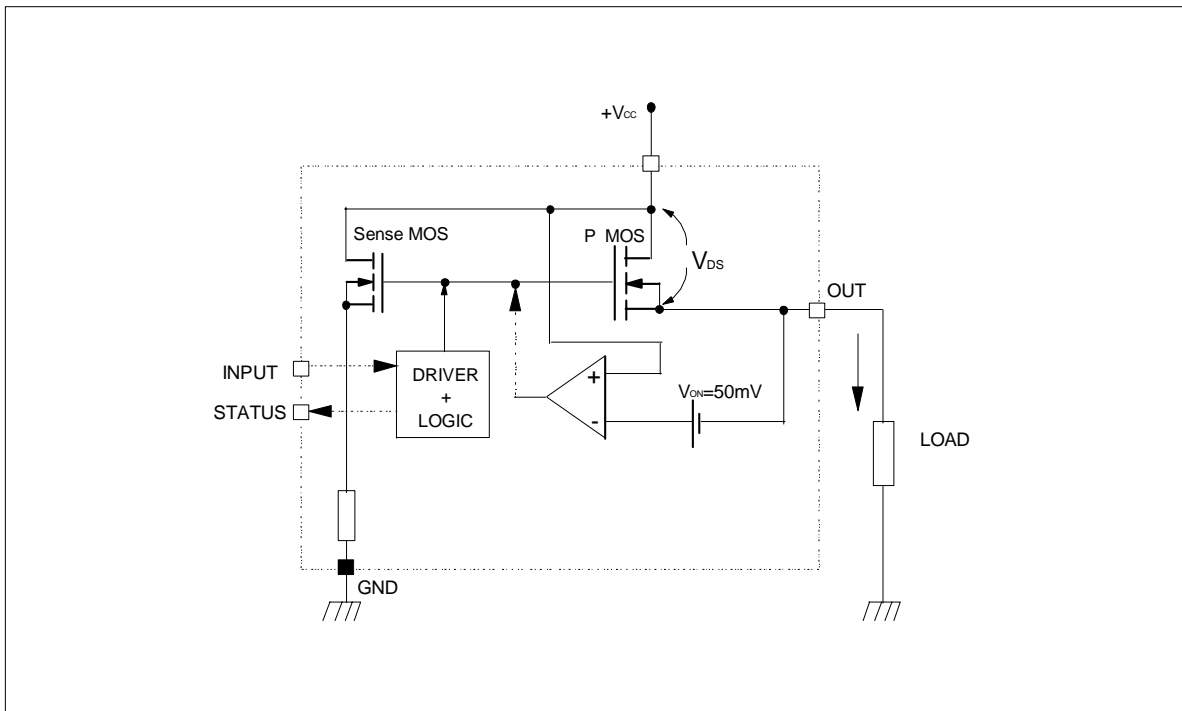 +VCC
Sense MOS
P MOS
VDS
OUT
INPUT
DRIVER
+
LOGIC
STATUS
+
-
VON=50mV
LOAD
GND